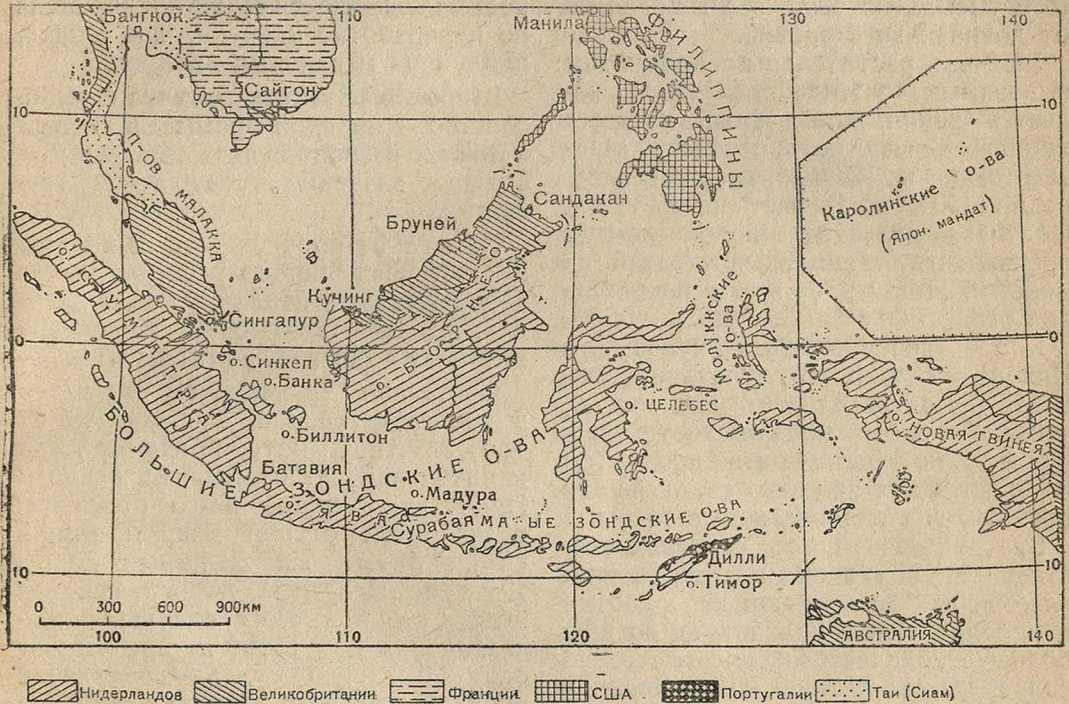 Бангкок
110
Манила
ФИЛИППИНЫ
130
140
Сайгон
10
10
П-ОВ МАЛАККА
Каролинские о-ва
(Япон. мандат)
Сандакан
Бруней
о. СУМАТРА
Кучинг
Сингапур
о. БОРНЕО
Молуккские о-ва
0
0
о. Синкеп
о. Банка
о. ЦЕЛЕБЕС
о. НОВАЯ ГВИНЕЯ
о. Биллитон
БОЛЬШИЕ ЗОНДСКИЕ О-ВА
Батавия
о. Мадура
о. ЯВА
Сурабая
МАЛЫЕ ЗОНДСКИЕ О-ВА
Дилли
о. Тимор
10
10
0 300 600 900км
100
110
120
АВСТРАЛИЯ
140
Нидерландов
Великобритании
Франции
США
Португалии
Таи (Сиам)